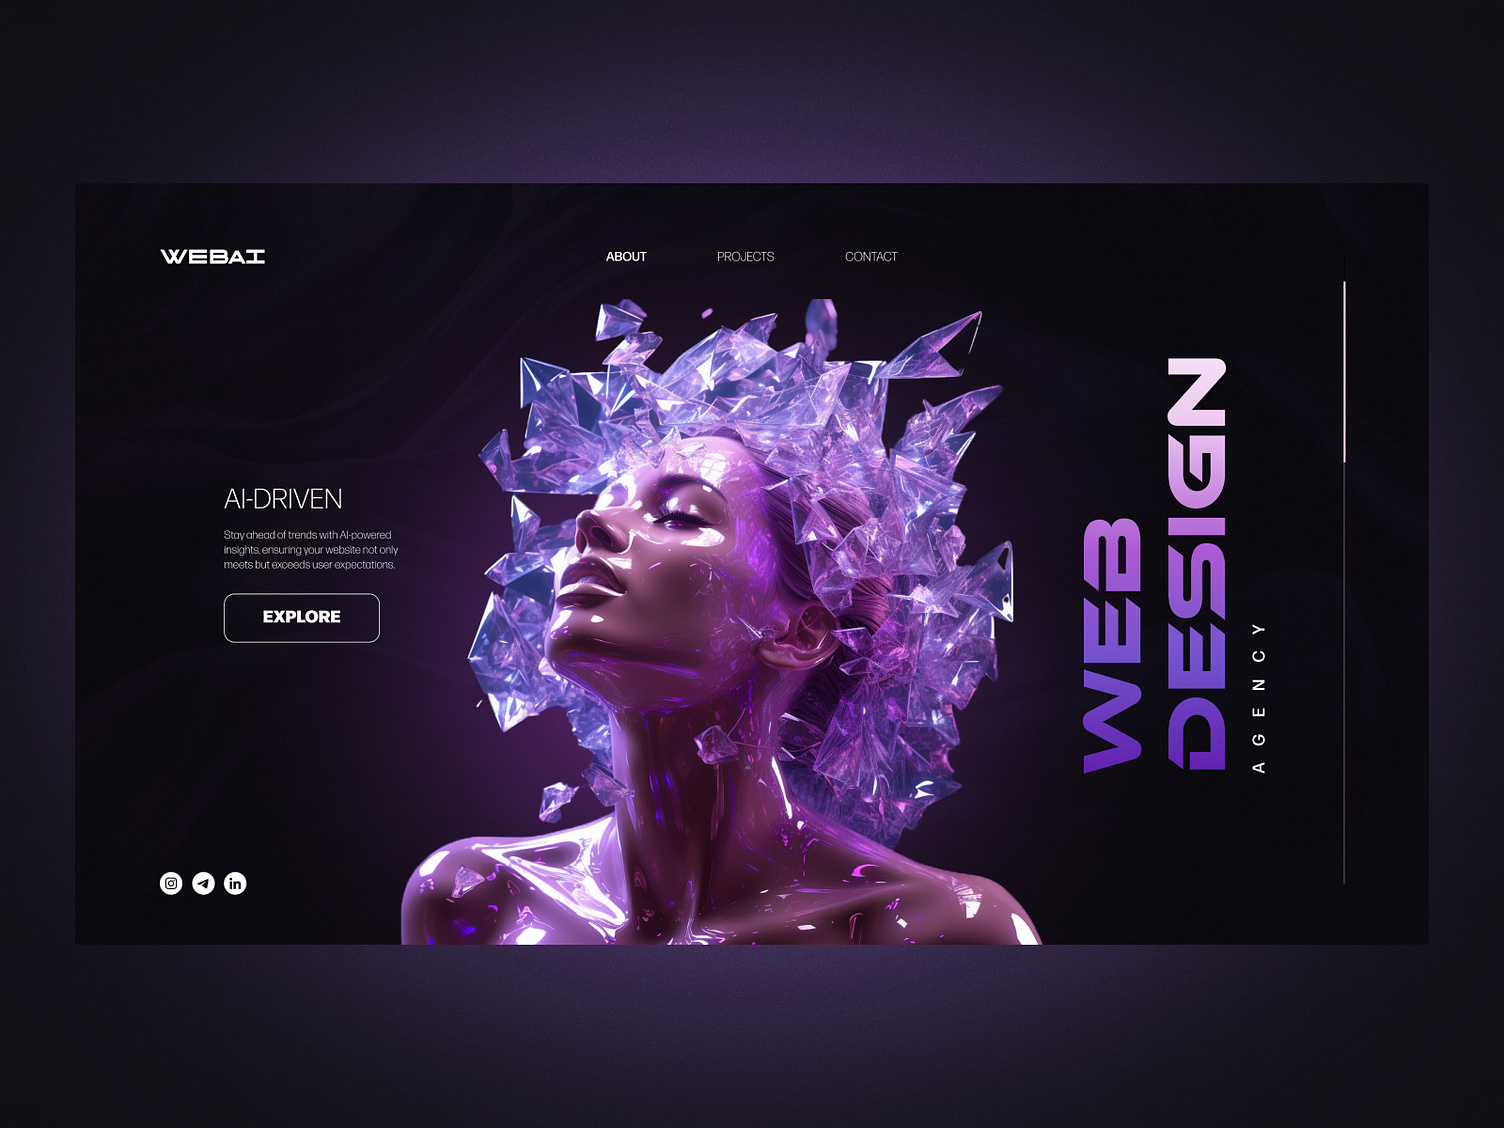 WEBAI
ABOUT
PROJECTS
CONTACT
AI-DRIVEN
Stay ahead of trends with AI-powered
insights, ensuring your website not only
meets but exceeds user expectations.
EXPLORE
WEB
DESIGN
AGENCY
in